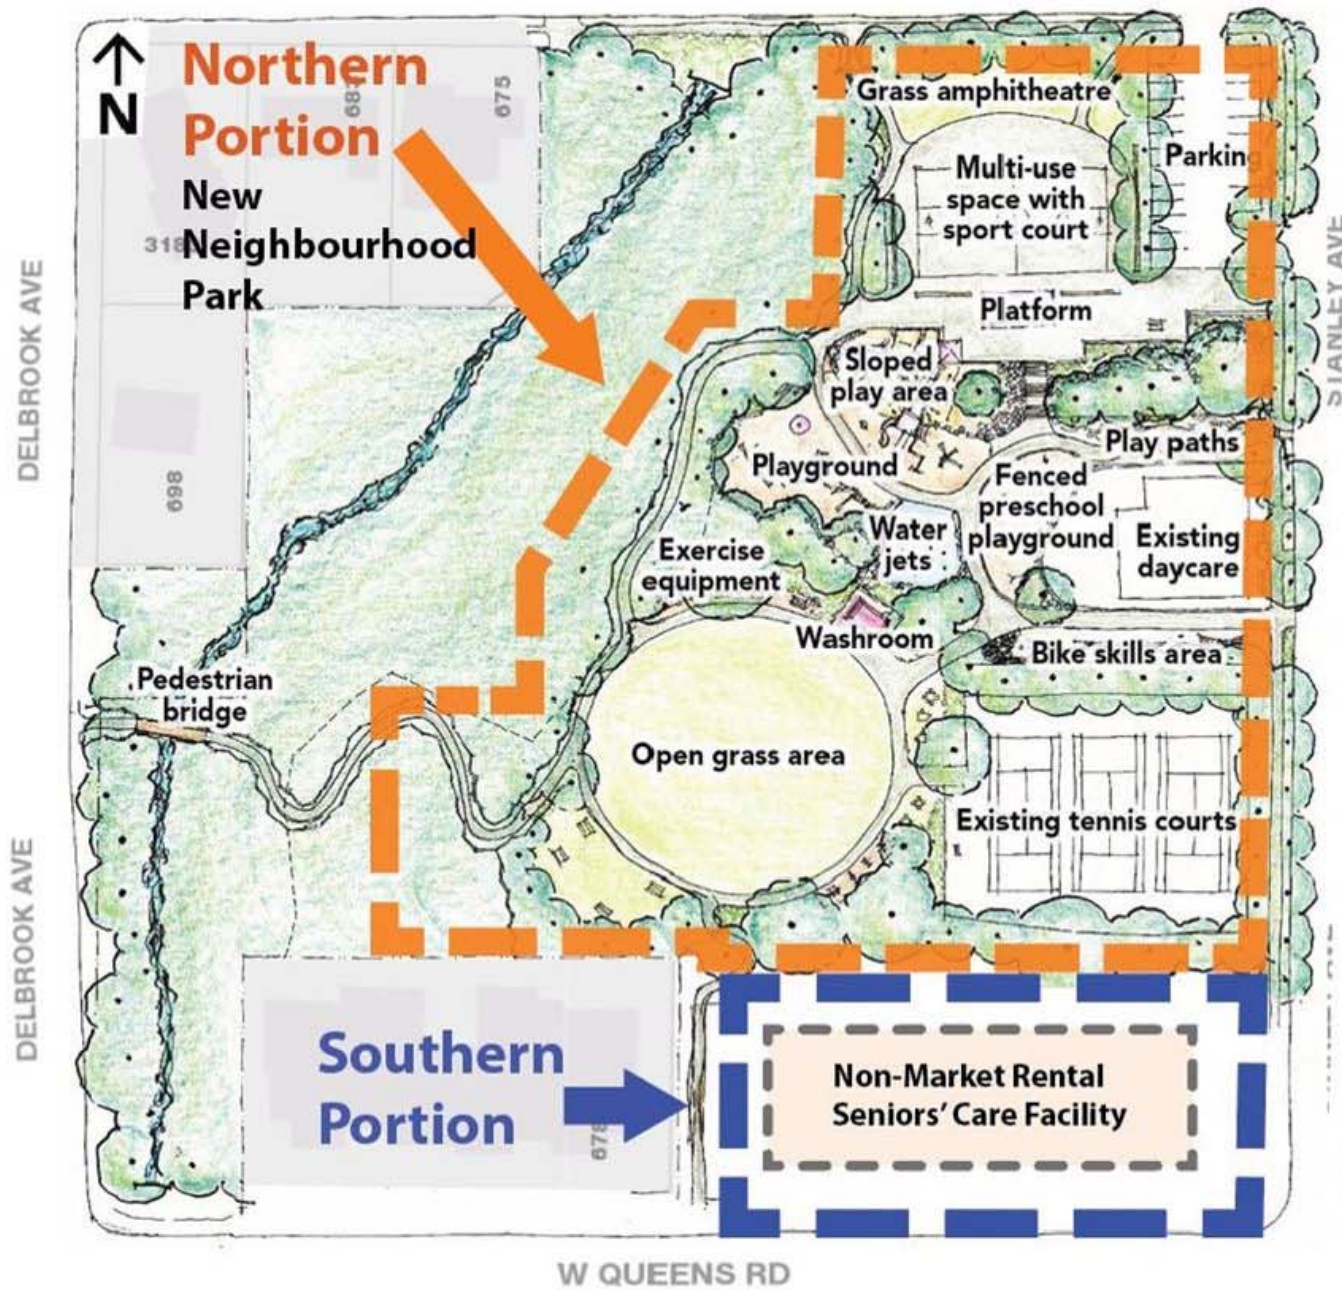 N
Northern
Portion
New
Neighbourhood
Park
675
698
DELBROOK AVE
DELBROOK AVE
Grass amphitheatre
Parking
Multi-use
space with
sport court
STANLEY AVE
Platform
Sloped
play area
Play paths
Playground
Fenced
preschool
playground
Water
jets
Existing
daycare
Exercise
equipment
Washroom
Bike skills area
Pedestrian
bridge
Open grass area
Existing tennis courts
Southern
Portion
Non-Market Rental
Seniors' Care Facility
W QUEENS RD